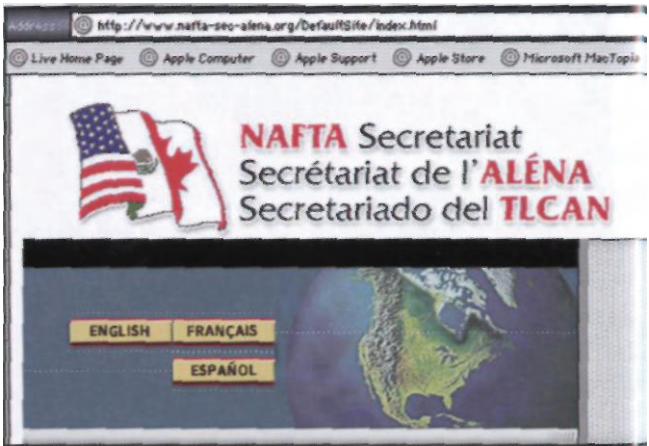 Address: http://www.nafta-sec-alena.org/DefaultSite/index.html
Live Home Page Apple Computer Apple Support Apple Store Microsoft MacTopia
NAFTA Secretariat
Secrétariat de l'ALÉNA
Secretariado del TLCAN
ENGLISH FRANÇAIS
ESPAÑOL